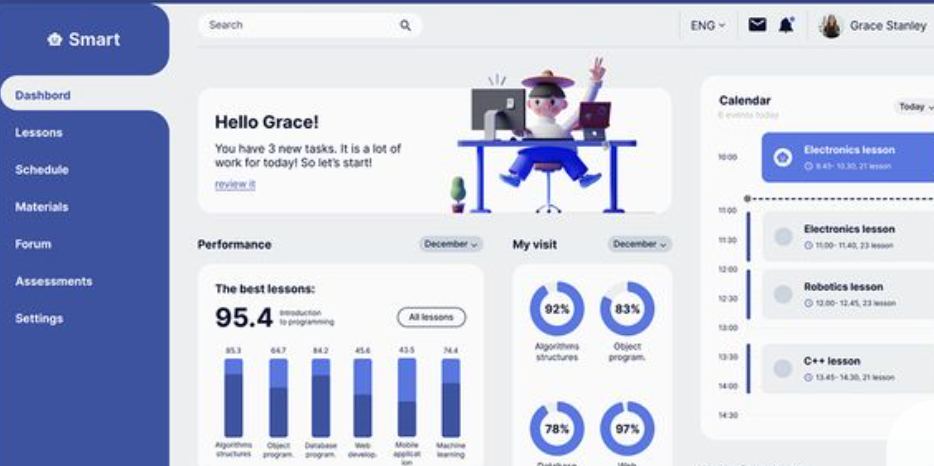 Smart
Search
ENG
Grace Stanley
Dashbord
Lessons
Schedule
Materials
Forum
Assessments
Settings
Hello Grace!
You have 3 new tasks. It is a lot of
work for today! So let's start!
review it
Performance
December
The best lessons:
95.4
Introduction
to programming
All lessons
85.3
64.7
84.2
45.6
43.5
74.4
Algorithms
structures
Object
program.
Database
program.
Web
develop.
Mobile
applicat
ion
Machine
learning
My visit
December
92%
83%
Algorithms
structures
Object
program.
78%
97%
Database
Web
Calendar
Today
6 events today
10:00
Electronics lesson
9.45- 10.30, 21 lesson
11:00
11:30
Electronics lesson
11.00- 11.40, 23 lesson
12:00
12:30
Robotics lesson
12.00- 12.45, 23 lesson
13:00
13:30
C++ lesson
13.45- 14.30, 21 lesson
14:00
14:30